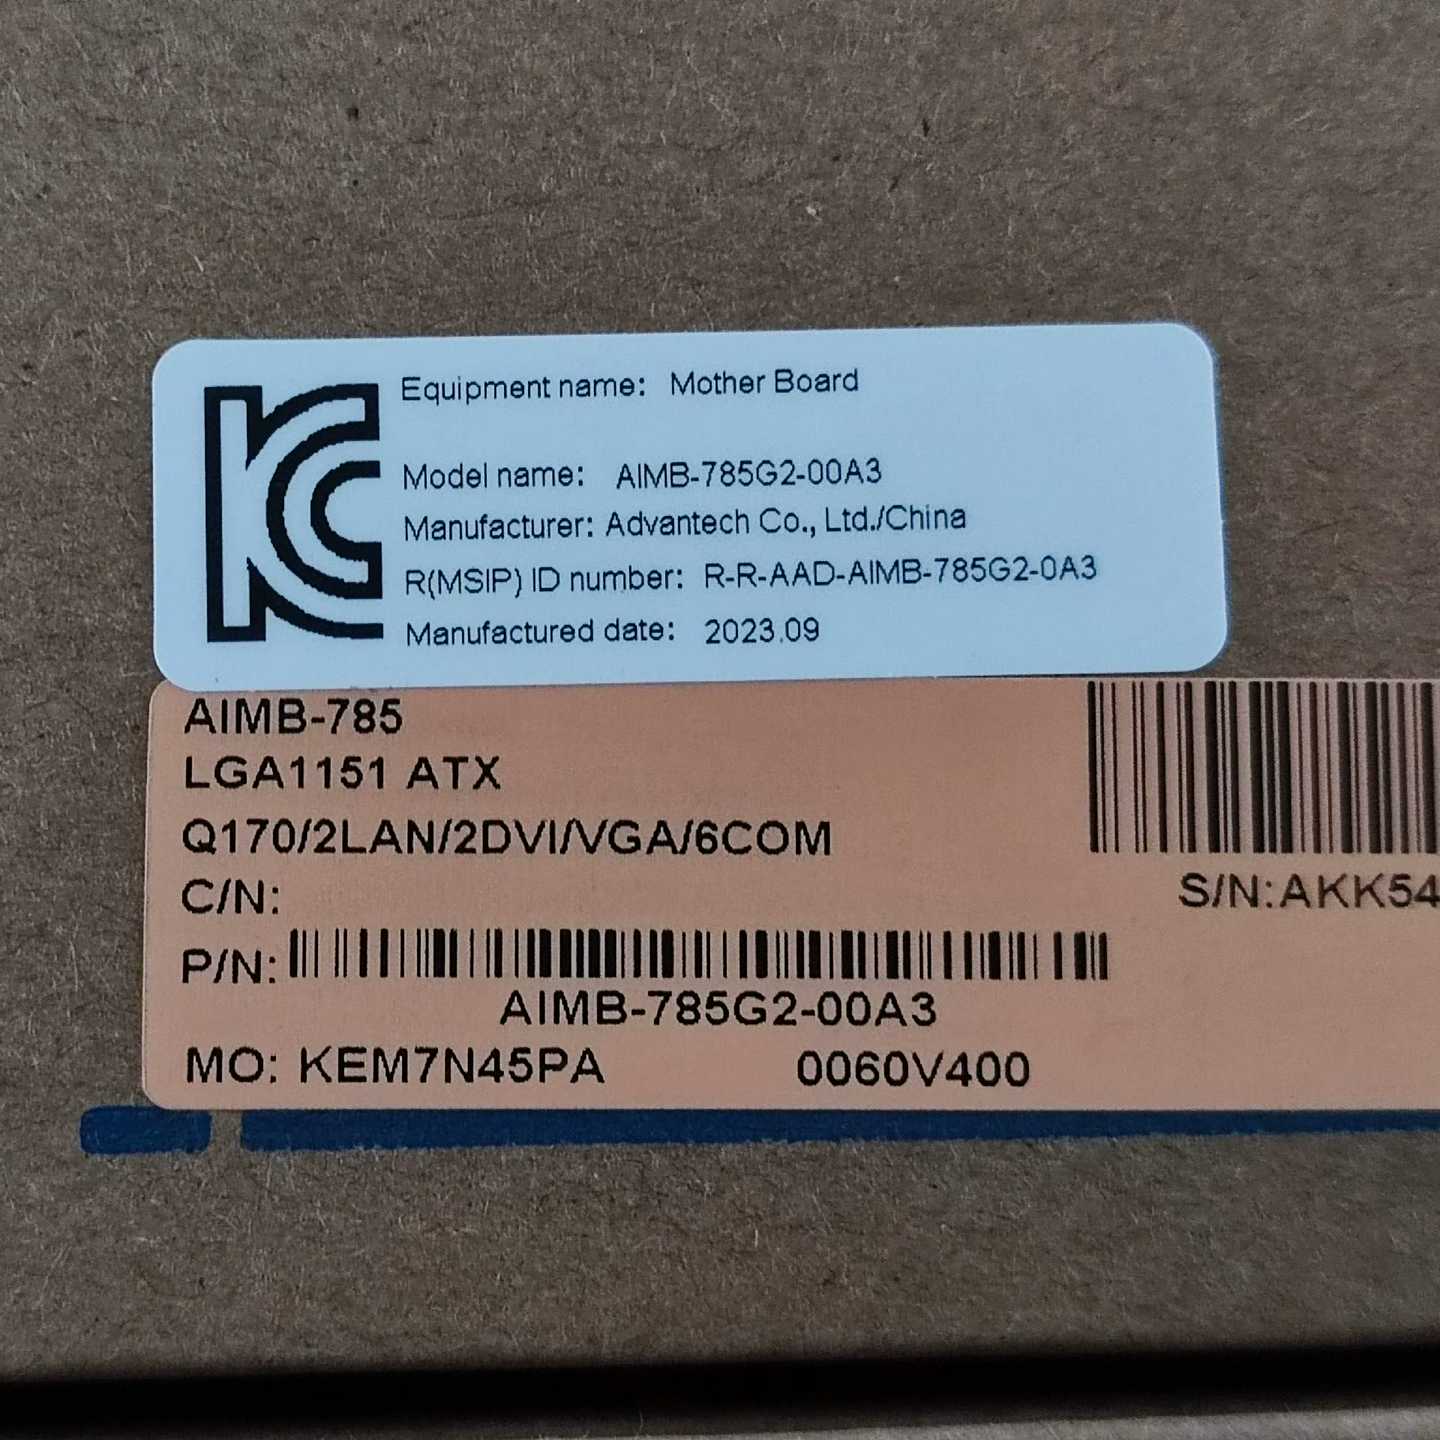 KC
Equipment name: Mother Board
Model name: AIMB-785G2-00A3
Manufacturer: Advantech Co., Ltd./China
R(MSIP) ID number: R-R-AAD-AIMB-785G2-0A3
Manufactured date: 2023.09
AIMB-785
LGA1151 ATX
Q170/2LAN/2DVI/VGA/6COM
C/N:
S/N:AKK54
P/N:
AIMB-785G2-00A3
MO: KEM7N45PA 0060V400